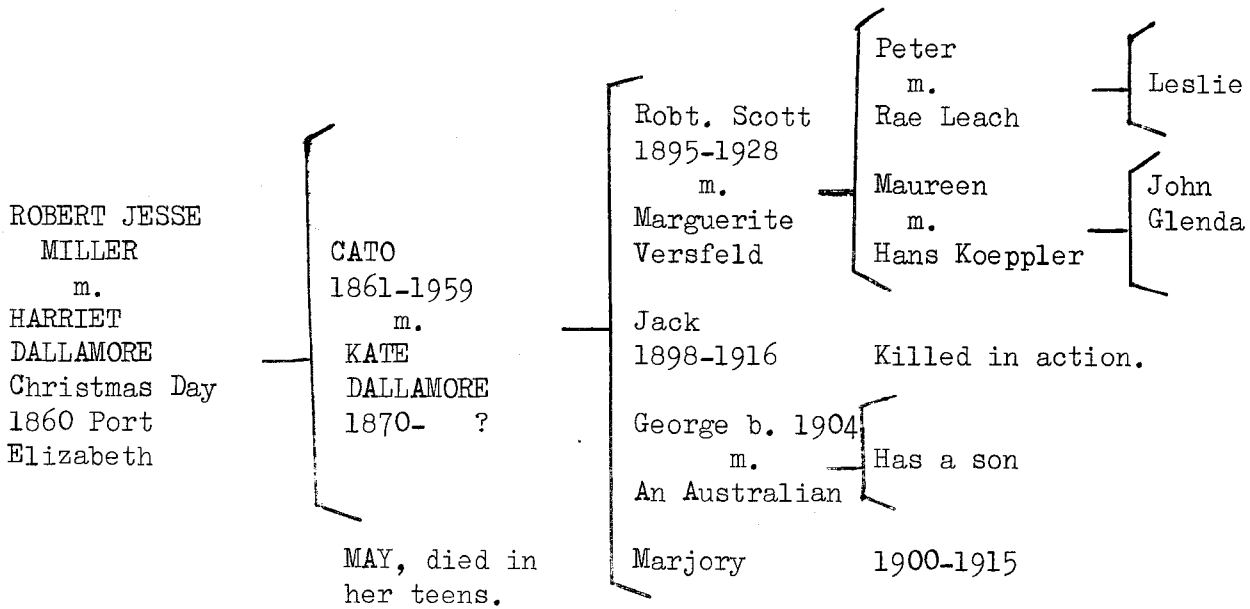 ROBERT JESSE
MILLER
m.
HARRIET
DALLAMORE
Christmas Day
1860 Port
Elizabeth
CATO
1861-1959
m.
KATE
DALLAMORE
1870- ?
MAY, died in
her teens.
Robt. Scott
1895-1928
m.
Marguerite
Versfeld
Jack
1898-1916
George b. 1904
m.
An Australian
Marjory
Peter
m.
Rae Leach
Maureen
m.
Hans Koeppler
Killed in action.
Has a son
1900-1915
Leslie
John
Glenda